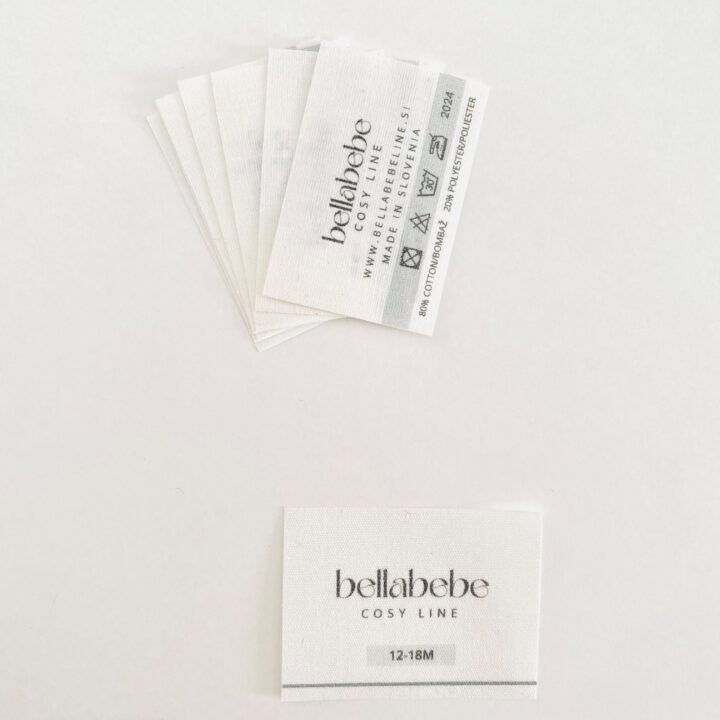 bellabebe
COSY LINE
WWW.BELLABEBELINE.SI
MADE IN SLOVENIA
30
2024
80% COTTON/BOMBAŽ 20% POLYESTER/POLIESTER
bellabebe
COSY LINE
12-18M